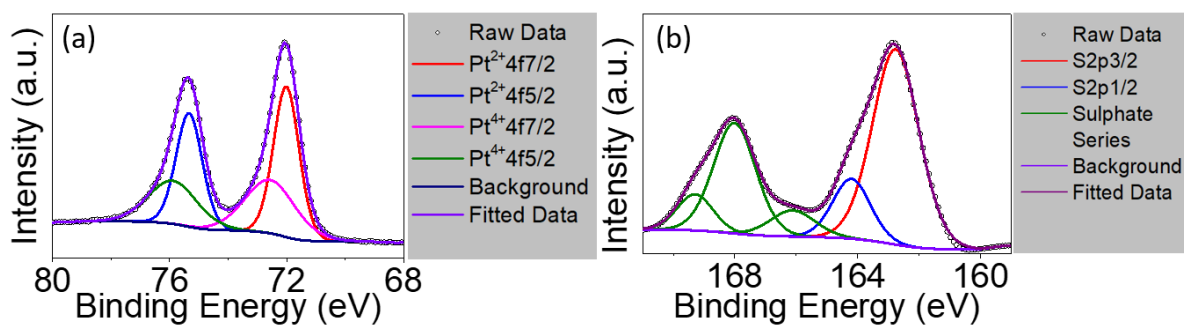 (a)
Intensity (a.u.)
80 76 72 68
Binding Energy (eV)
Raw Data
Pt²⁺4f7/2
Pt²⁺4f5/2
Pt⁴⁺4f7/2
Pt⁴⁺4f5/2
Background
Fitted Data
(b)
Intensity (a.u.)
168 164 160
Binding Energy (eV)
Raw Data
S2p3/2
S2p1/2
Sulphate
Series
Background
Fitted Data